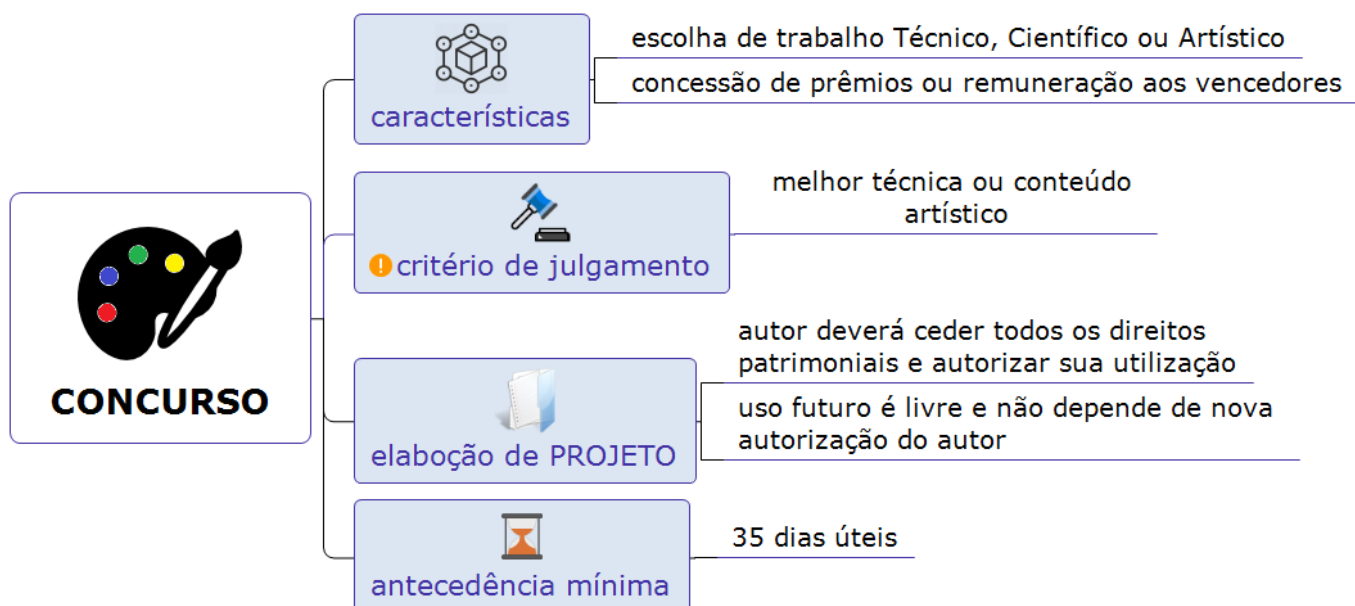 CONCURSO
características
escolha de trabalho Técnico, Científico ou Artístico
concessão de prêmios ou remuneração aos vencedores
critério de julgamento
melhor técnica ou conteúdo
artístico
elaboção de PROJETO
autor deverá ceder todos os direitos
patrimoniais e autorizar sua utilização
uso futuro é livre e não depende de nova
autorização do autor
antecedência mínima
35 dias úteis